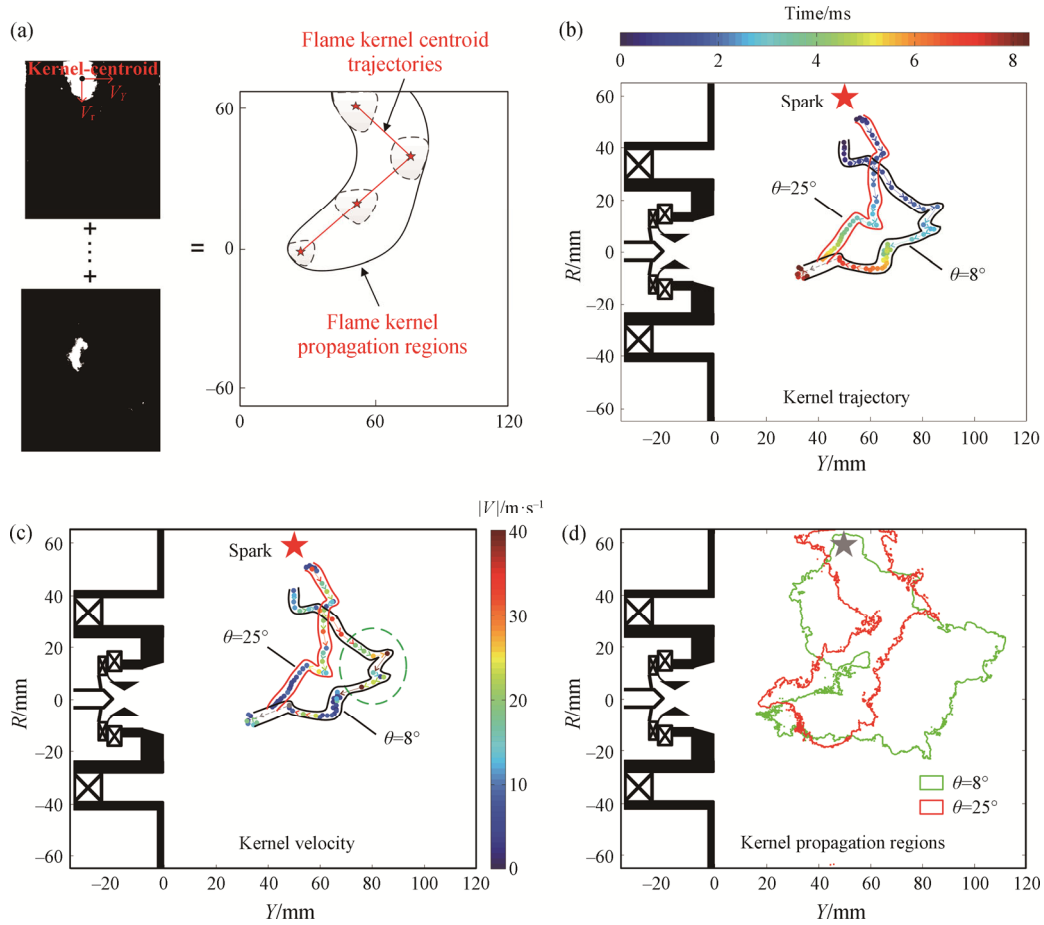 (a)
Kernel-centroid
V_Y
V_r
+
+
=
Flame kernel centroid
trajectories
Flame kernel
propagation regions
60
0
−60
0
60
120
(b)
Time/ms
0
2
4
6
8
Spark
θ=25°
θ=8°
Kernel trajectory
R/mm
60
40
20
0
−20
−40
−60
−20
0
20
40
60
80
100
120
Y/mm
(c)
|V|/m·s⁻¹
40
30
20
10
0
Spark
θ=25°
θ=8°
Kernel velocity
R/mm
60
40
20
0
−20
−40
−60
−20
0
20
40
60
80
100
120
Y/mm
(d)
θ=8°
θ=25°
Kernel propagation regions
R/mm
60
40
20
0
−20
−40
−60
−20
0
20
40
60
80
100
120
Y/mm